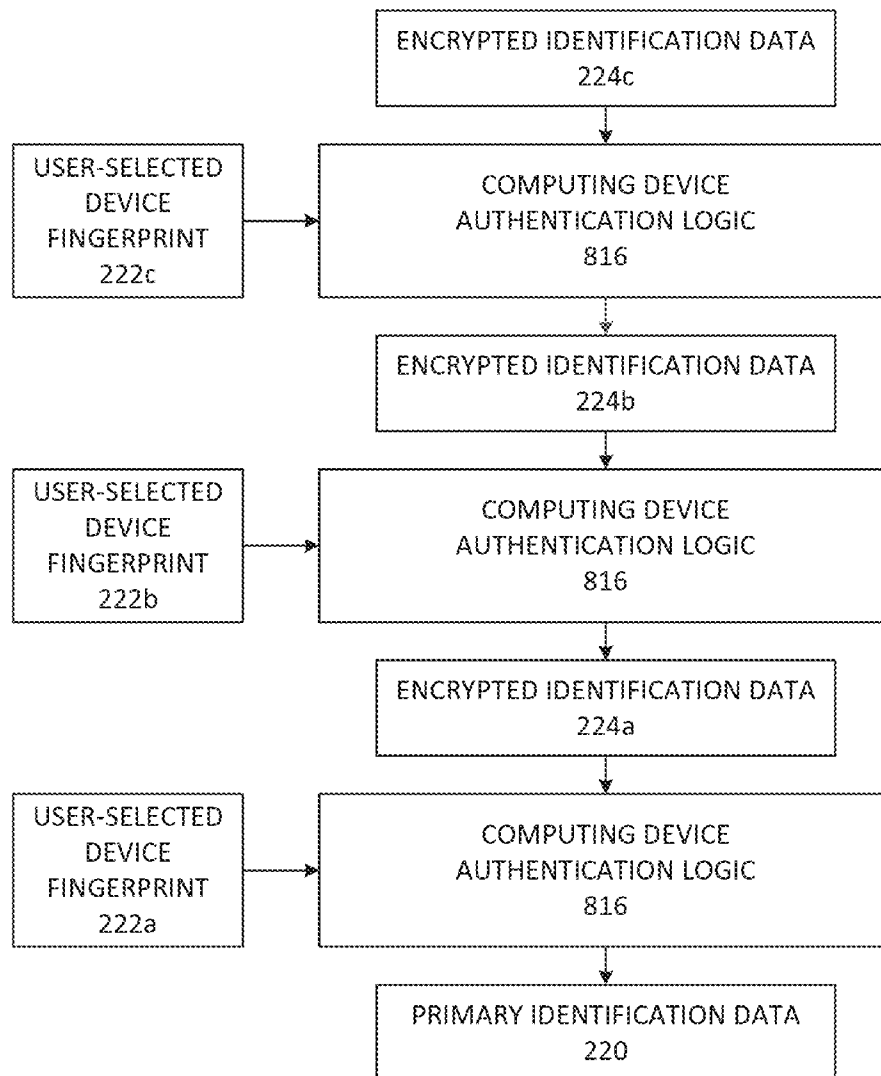 ENCRYPTED IDENTIFICATION DATA
224c
USER-SELECTED
DEVICE
FINGERPRINT
222c
COMPUTING DEVICE
AUTHENTICATION LOGIC
816
ENCRYPTED IDENTIFICATION DATA
224b
USER-SELECTED
DEVICE
FINGERPRINT
222b
COMPUTING DEVICE
AUTHENTICATION LOGIC
816
ENCRYPTED IDENTIFICATION DATA
224a
USER-SELECTED
DEVICE
FINGERPRINT
222a
COMPUTING DEVICE
AUTHENTICATION LOGIC
816
PRIMARY IDENTIFICATION DATA
220